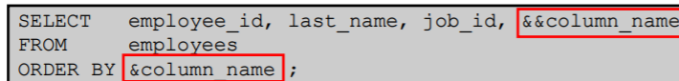 SELECT employee_id, last_name, job_id, &&column_name
FROM employees
ORDER BY &column_name ;